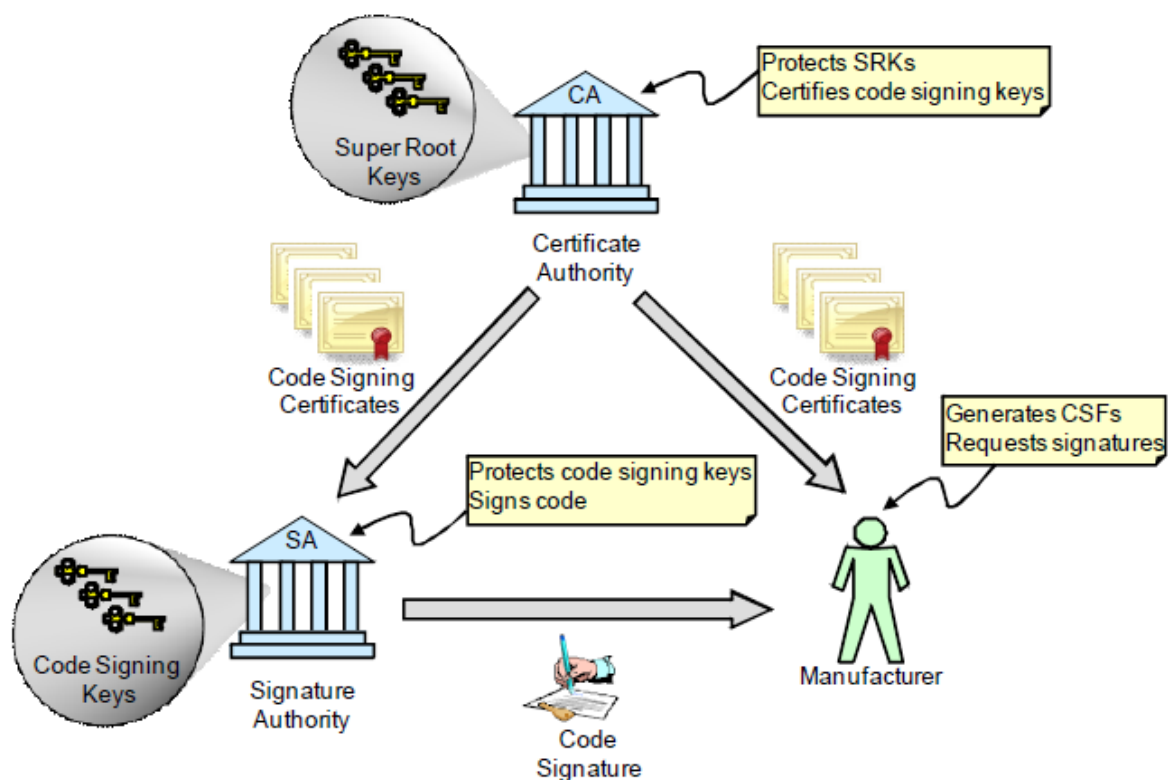 Protects SRKs
Certifies code signing keys
CA
Super Root
Keys
Certificate
Authority
Code Signing
Certificates
Code Signing
Certificates
Generates CSFs
Requests signatures
Protects code signing keys
Signs code
SA
Code Signing
Keys
Signature
Authority
Manufacturer
Code
Signature